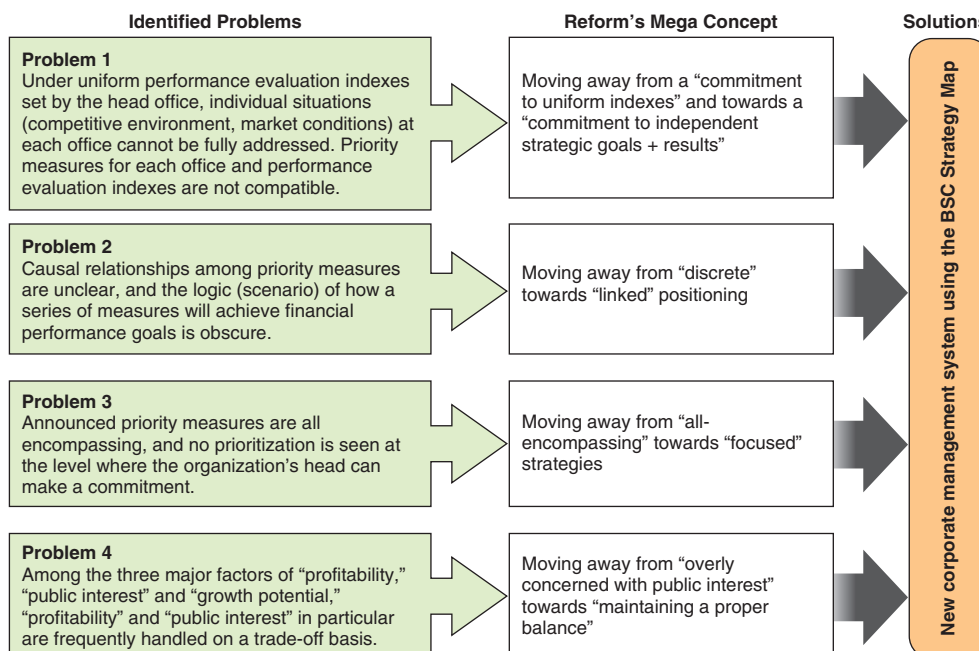 Identified Problems
Reform's Mega Concept
Solutions
Problem 1
Under uniform performance evaluation indexes
set by the head office, individual situations
(competitive environment, market conditions) at
each office cannot be fully addressed. Priority
measures for each office and performance
evaluation indexes are not compatible.
Moving away from a “commitment
to uniform indexes” and towards a
“commitment to independent
strategic goals + results”
Problem 2
Causal relationships among priority measures
are unclear, and the logic (scenario) of how a
series of measures will achieve financial
performance goals is obscure.
Moving away from “discrete”
towards “linked” positioning
Problem 3
Announced priority measures are all
encompassing, and no prioritization is seen at
the level where the organization’s head can
make a commitment.
Moving away from “all-
encompassing” towards “focused”
strategies
Problem 4
Among the three major factors of “profitability,”
“public interest” and “growth potential,”
“profitability” and “public interest” in particular
are frequently handled on a trade-off basis.
Moving away from “overly
concerned with public interest”
towards “maintaining a proper
balance”
New corporate management system using the BSC Strategy Map